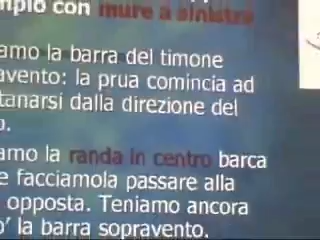 mpio con mure a sinistra
amo la barra del timone
avento: la prua comincia ad
tanarsi dalla direzione del
o.
amo la randa in centro barca
e facciamola passare alla
opposta. Teniamo ancora
o' la barra sopravento.